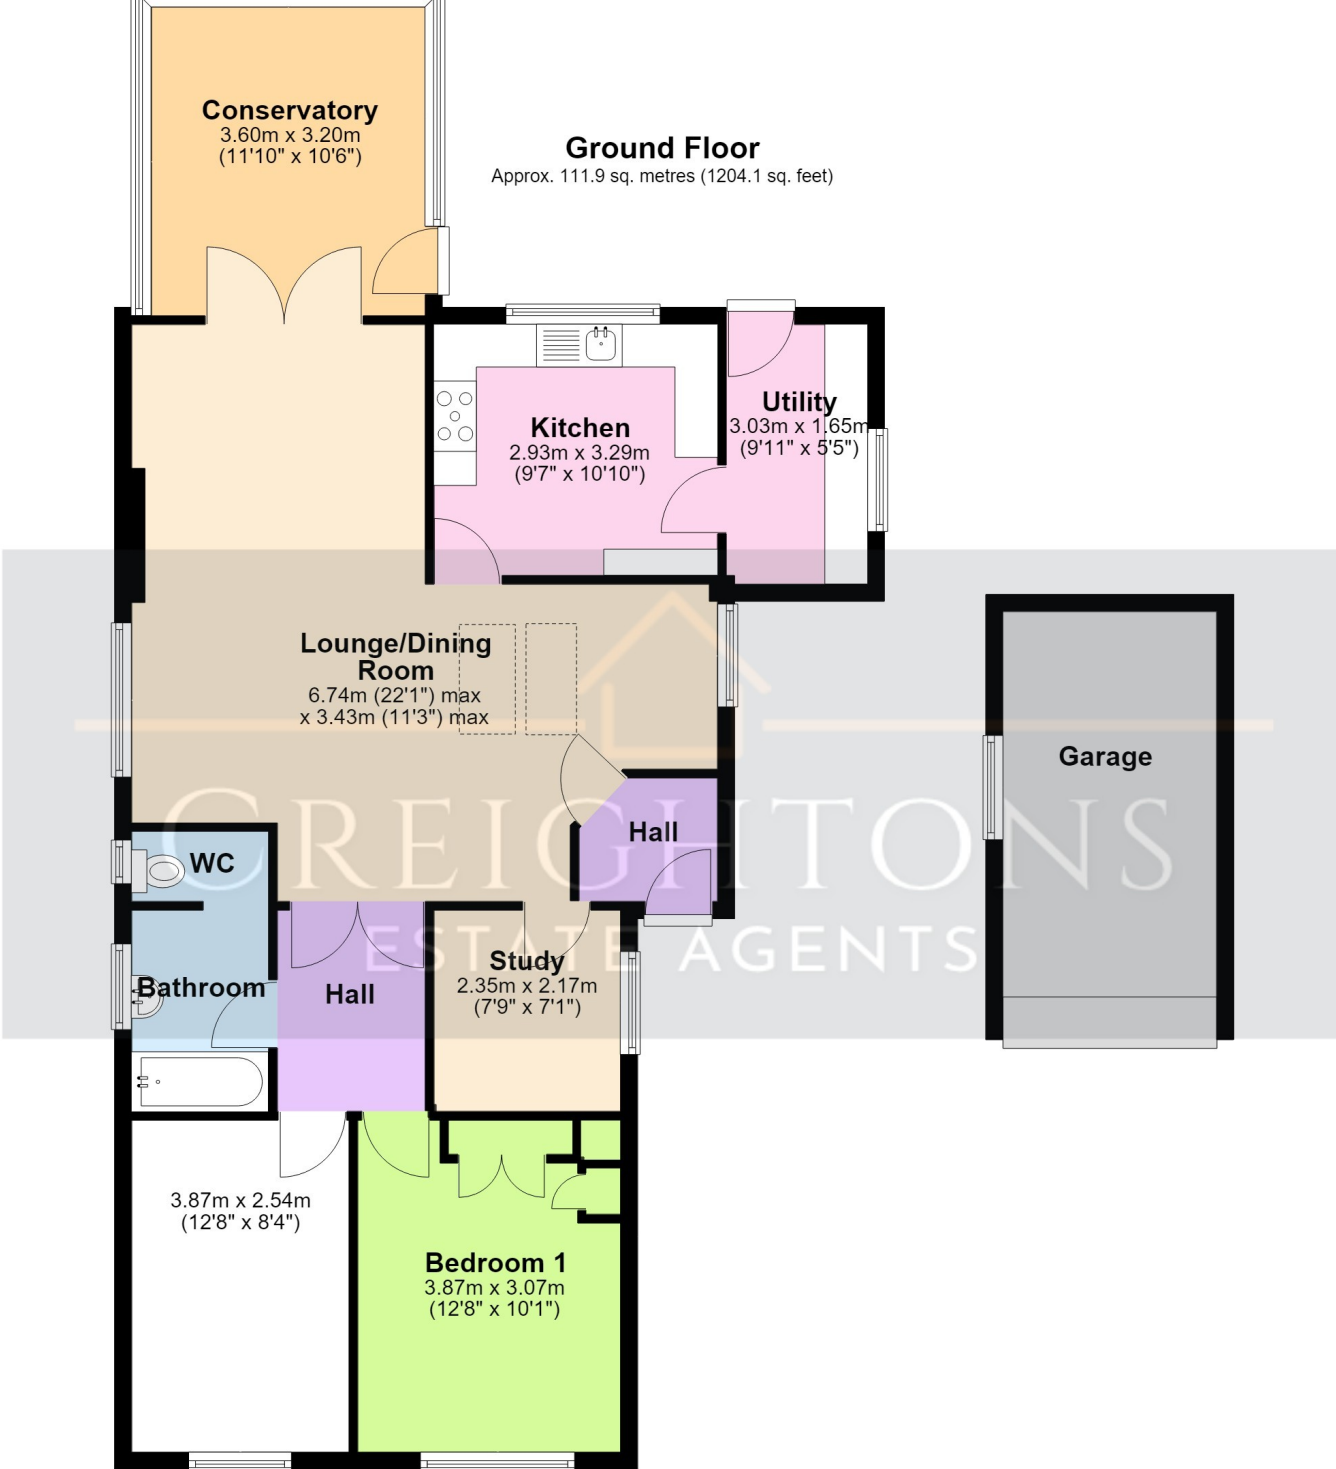 Conservatory
3.60m x 3.20m
(11'10" x 10'6")
Ground Floor
Approx. 111.9 sq. metres (1204.1 sq. feet)
Kitchen
2.93m x 3.29m
(9'7" x 10'10")
Utility
3.03m x 1.65m
(9'11" x 5'5")
Lounge/Dining
Room
6.74m (22'1") max
x 3.43m (11'3") max
Garage
Hall
WC
CREIGHTONS
ESTATE AGENTS
Study
2.35m x 2.17m
(7'9" x 7'1")
Bathroom
Hall
3.87m x 2.54m
(12'8" x 8'4")
Bedroom 1
3.87m x 3.07m
(12'8" x 10'1")